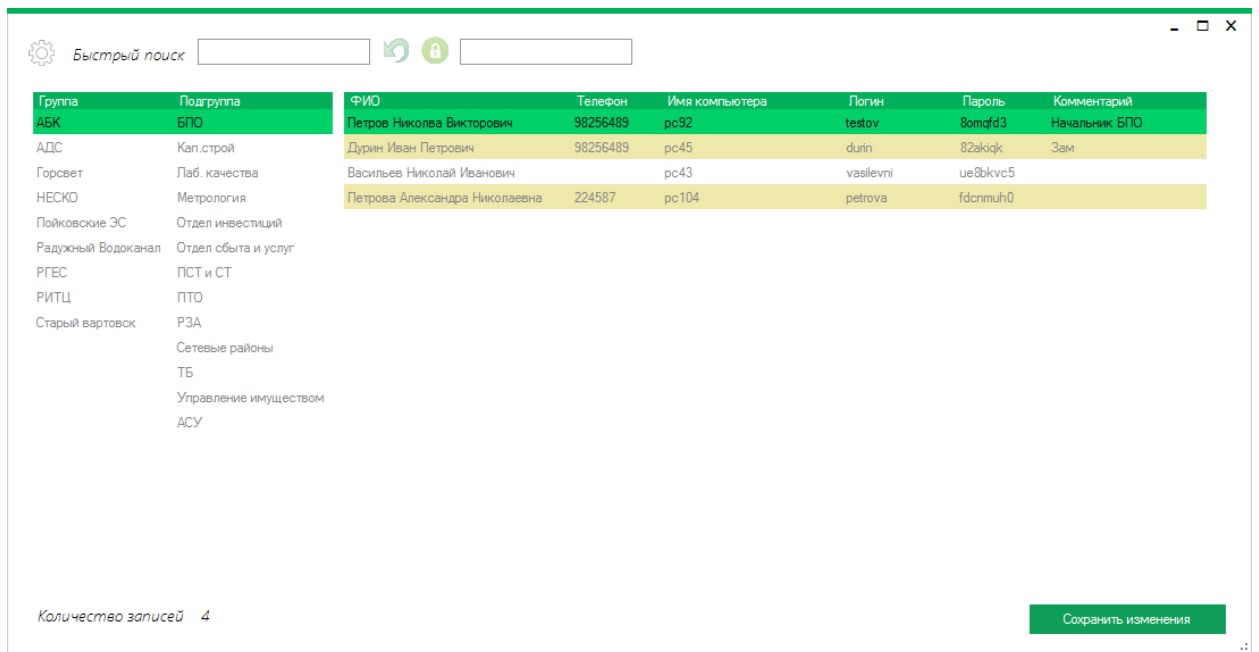 Быстрый поиск
Группа Подгруппа ФИО Телефон Имя компьютера Логин Пароль Комментарий
АБК БПО Петров Николва Викторович 98256489 pc92 testov 8omqfd3 Начальник БПО
АДС Кап.строй Дурин Иван Петрович 98256489 pc45 durin 82akiqk Зам
Горсвет Лаб. качества Васильев Николай Иванович pc43 vasilevni ue8bkvc5
НЕСКО Метрология Петрова Александра Николаевна 224587 pc104 petrova fdcnmuh0
Пойковские ЭС Отдел инвестиций
Радужный Водоканал Отдел сбыта и услуг
РГЕС ПСТ и СТ
РИТЦ ПТО
Старый вартовск РЗА
Сетевые районы
ТБ
Управление имуществом
АСУ
Количество записей 4
Сохранить изменения